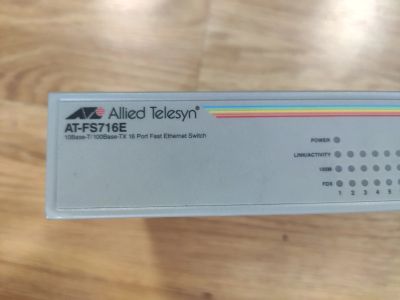 Allied Telesyn
AT-FS716E
10Base-T/100Base-TX 16 Port Fast Ethernet Switch
POWER
LINK/ACTIVITY
100M
FDX
1 2 3 4 5